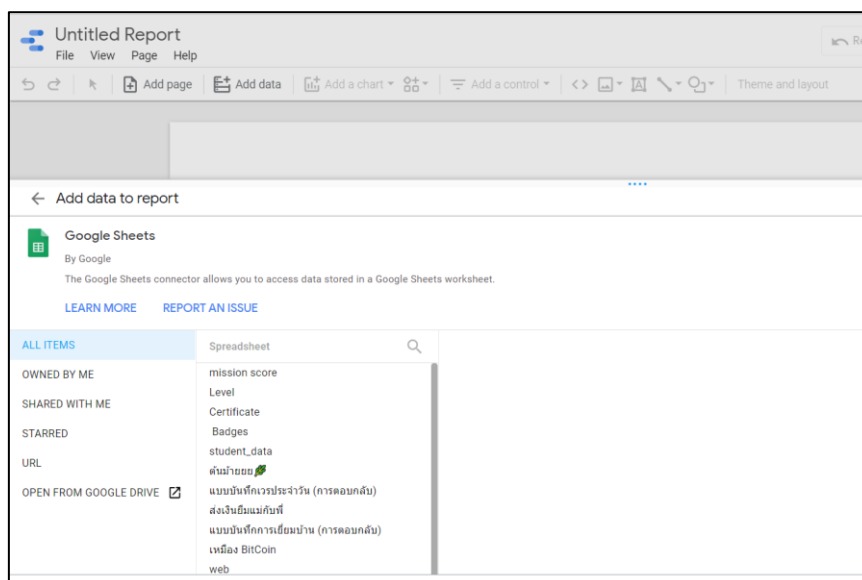 Untitled Report
File View Page Help
Add page Add data Add a chart Add a control Theme and layout
Add data to report
Google Sheets
By Google
The Google Sheets connector allows you to access data stored in a Google Sheets worksheet.
LEARN MORE REPORT AN ISSUE
ALL ITEMS
OWNED BY ME
SHARED WITH ME
STARRED
URL
OPEN FROM GOOGLE DRIVE
Spreadsheet
mission score
Level
Certificate
Badges
student_data
ต้นม้ายยย
แบบบันทึกเวรประจำวัน (การตอบกลับ)
ส่งเงินยืมแม่กับพี่
แบบบันทึกการเยี่ยมบ้าน (การตอบกลับ)
เหมือง BitCoin
web